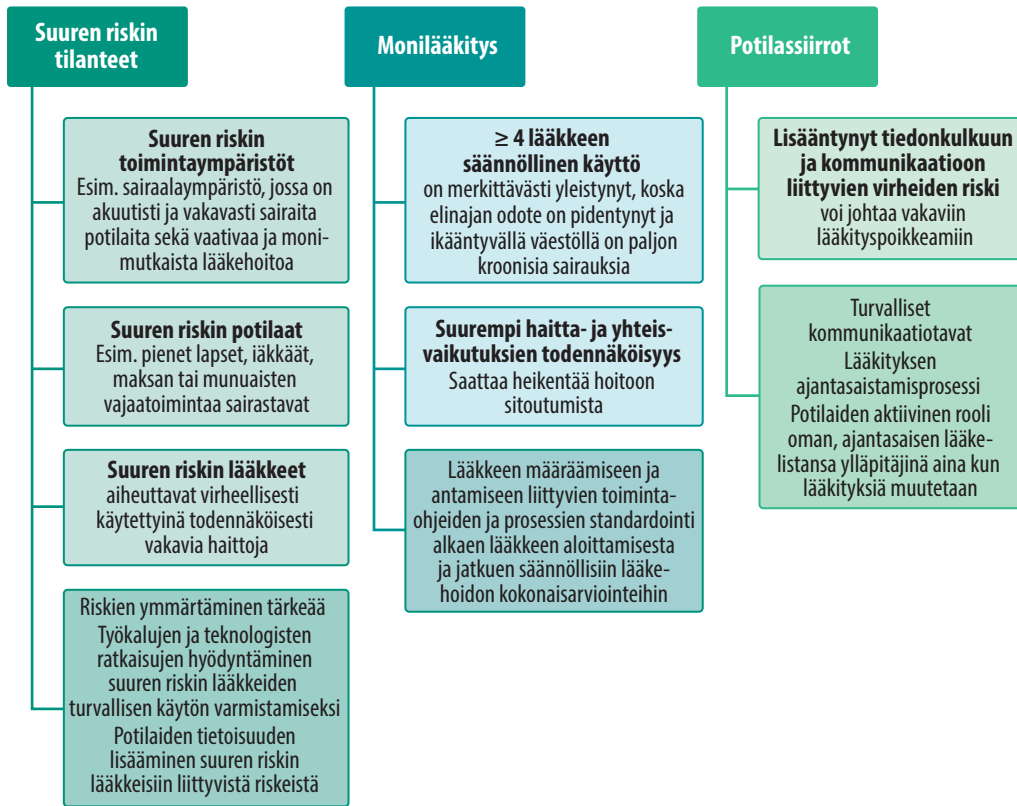 Suuren riskin
tilanteet
Suuren riskin
toimintaympäristöt
Esim. sairaalaympäristö, jossa on
akuutisti ja vakavasti sairaita
potilaita sekä vaativaa ja moni-
mutkaista lääkehoitoa
Suuren riskin potilaat
Esim. pienet lapset, iäkkäät,
maksan tai munuaisten
vajaatoimintaa sairastavat
Suuren riskin lääkkeet
aiheuttavat virheellisesti
käytettyinä todennäköisesti
vakavia haittoja
Riskien ymmärtäminen tärkeää
Työkalujen ja teknologisten
ratkaisujen hyödyntäminen
suuren riskin lääkkeiden
turvallisen käytön varmistamiseksi
Potilaiden tietoisuuden
lisääminen suuren riskin
lääkkeisiin liittyvistä riskeistä
Monilääkitys
≥ 4 lääkkeen
säännöllinen käyttö
on merkittävästi yleistynyt, koska
elinajan odote on pidentynyt ja
ikääntyvällä väestöllä on paljon
kroonisia sairauksia
Suurempi haitta- ja yhteis-
vaikutuksien todennäköisyys
Saattaa heikentää hoitoon
sitoutumista
Lääkkeen määräämiseen ja
antamiseen liittyvien toiminta-
ohjeiden ja prosessien standardointi
alkaen lääkkeen aloittamisesta
ja jatkuen säännöllisiin lääke-
hoidon kokonaisarviointeihin
Potilassiirrot
Lisääntynyt tiedonkulkuun
ja kommunikaatioon
liittyvien virheiden riski
voi johtaa vakaviin
lääkityspoikkeamiin
Turvalliset
kommunikaatiotavat
Lääkityksen
ajantasaistamisprosessi
Potilaiden aktiivinen rooli
oman, ajantasaisen lääke-
listansa ylläpitäjinä aina kun
lääkityksiä muutetaan